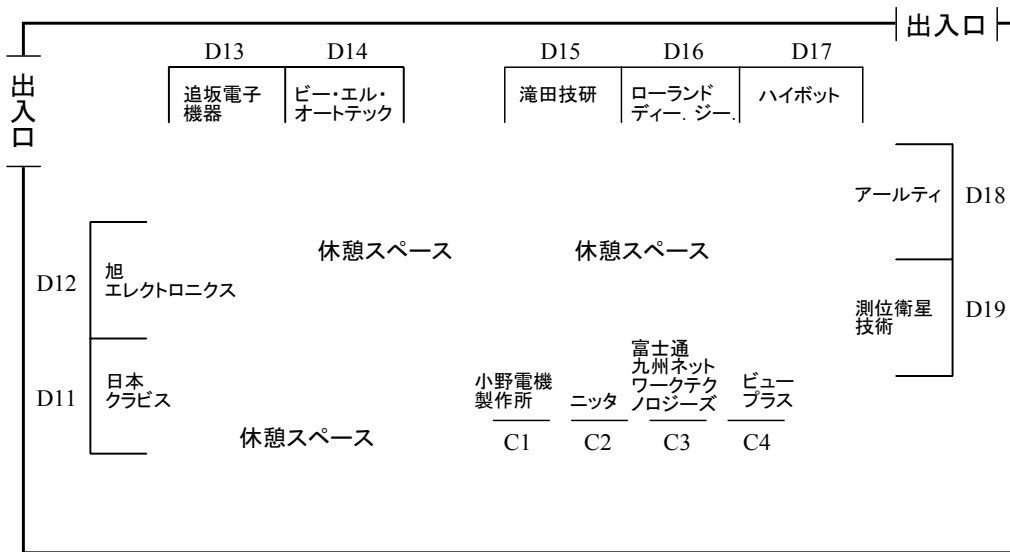 出入口
出入口
D13
D14
D15
D16
D17
追坂電子
機器
ビー・エル・
オートテック
滝田技研
ローランド
ディー．ジー．
ハイボット
アールティ
D18
休憩スペース
休憩スペース
D12
旭
エレクトロニクス
測位衛星
技術
D19
D11
日本
クラビス
小野電機
製作所
ニッタ
富士通
九州ネット
ワークテク
ノロジーズ
ビュー
プラス
休憩スペース
C1
C2
C3
C4